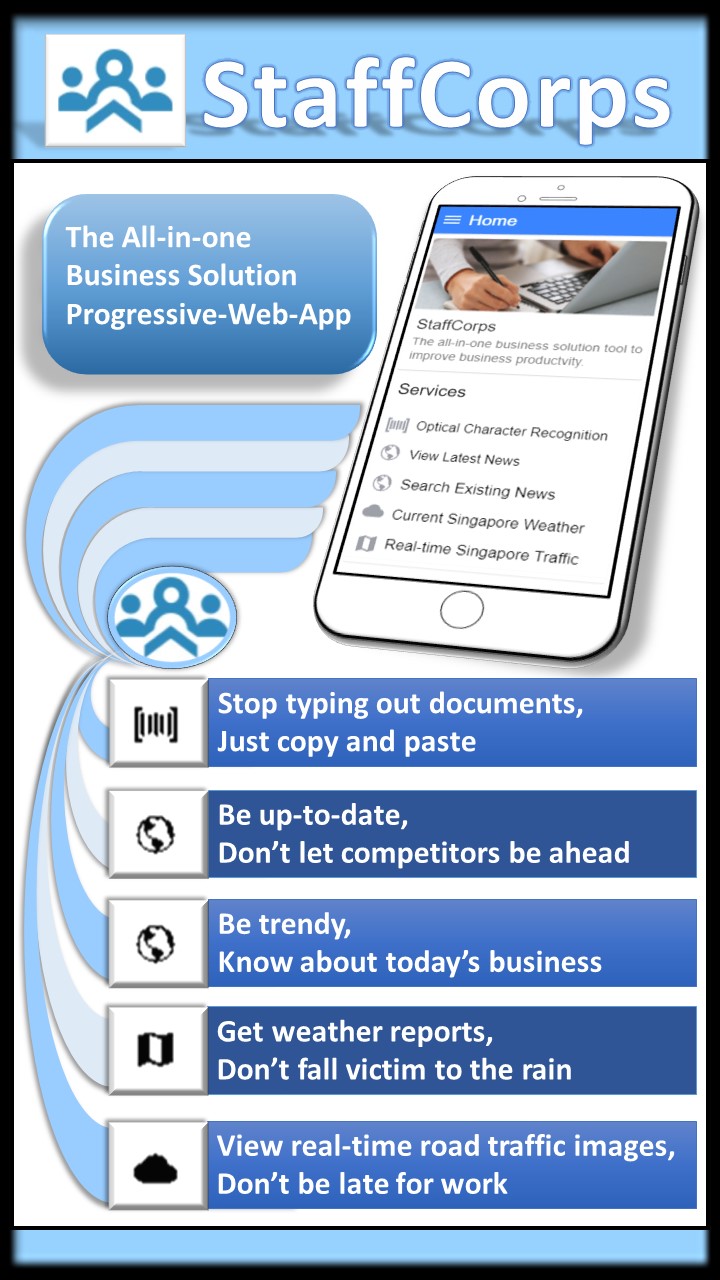 StaffCorps
The All-in-one
Business Solution
Progressive-Web-App
Home
StaffCorps
The all-in-one business solution tool to
improve business productvity.
Services
Optical Character Recognition
View Latest News
Search Existing News
Current Singapore Weather
Real-time Singapore Traffic
Stop typing out documents,
Just copy and paste
Be up-to-date,
Don’t let competitors be ahead
Be trendy,
Know about today’s business
Get weather reports,
Don’t fall victim to the rain
View real-time road traffic images,
Don’t be late for work